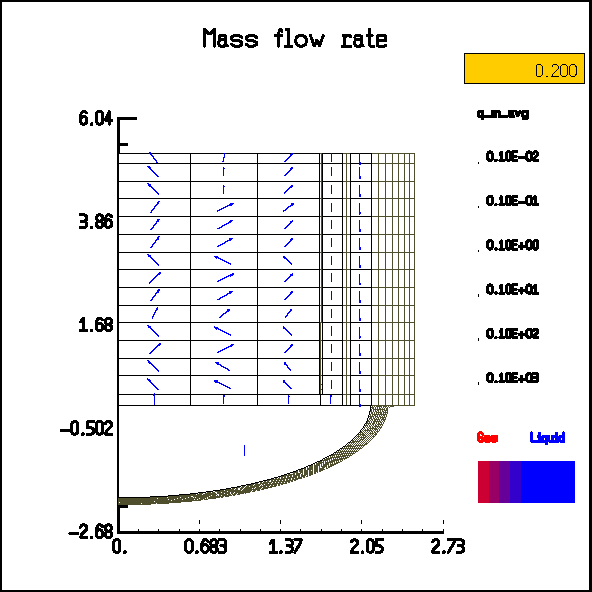 Mass flow rate
0.200
q_m_avg
6.04
0.10E-02
0.10E-01
3.86
0.10E+00
0.10E+01
1.68
0.10E+02
0.10E+03
-0.502
Gas Liquid
-2.68
0. 0.683 1.37 2.05 2.73